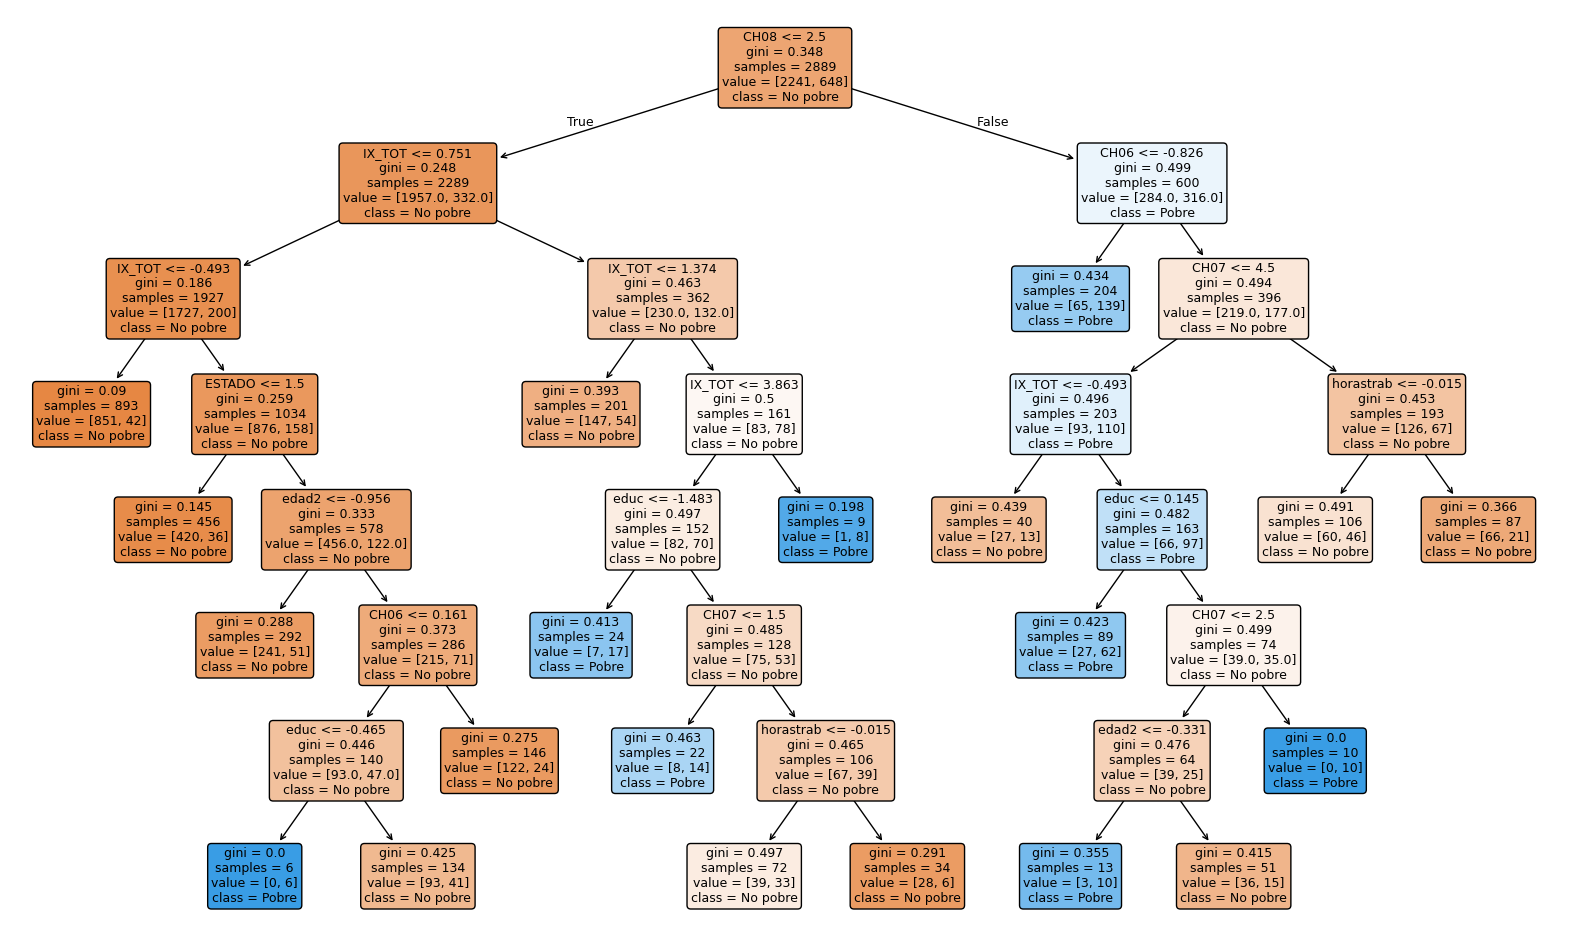 CH08 <= 2.5
gini = 0.348
samples = 2889
value = [2241, 648]
class = No pobre
True
False
IX_TOT <= 0.751
gini = 0.248
samples = 2289
value = [1957.0, 332.0]
class = No pobre
CH06 <= -0.826
gini = 0.499
samples = 600
value = [284.0, 316.0]
class = Pobre
IX_TOT <= -0.493
gini = 0.186
samples = 1927
value = [1727, 200]
class = No pobre
IX_TOT <= 1.374
gini = 0.463
samples = 362
value = [230.0, 132.0]
class = No pobre
gini = 0.434
samples = 204
value = [65, 139]
class = Pobre
CH07 <= 4.5
gini = 0.494
samples = 396
value = [219.0, 177.0]
class = No pobre
gini = 0.09
samples = 893
value = [851, 42]
class = No pobre
ESTADO <= 1.5
gini = 0.259
samples = 1034
value = [876, 158]
class = No pobre
gini = 0.393
samples = 201
value = [147, 54]
class = No pobre
IX_TOT <= 3.863
gini = 0.5
samples = 161
value = [83, 78]
class = No pobre
IX_TOT <= -0.493
gini = 0.496
samples = 203
value = [93, 110]
class = Pobre
horastrab <= -0.015
gini = 0.453
samples = 193
value = [126, 67]
class = No pobre
gini = 0.145
samples = 456
value = [420, 36]
class = No pobre
edad2 <= -0.956
gini = 0.333
samples = 578
value = [456.0, 122.0]
class = No pobre
educ <= -1.483
gini = 0.497
samples = 152
value = [82, 70]
class = No pobre
gini = 0.198
samples = 9
value = [1, 8]
class = Pobre
gini = 0.439
samples = 40
value = [27, 13]
class = No pobre
educ <= 0.145
gini = 0.482
samples = 163
value = [66, 97]
class = Pobre
gini = 0.491
samples = 106
value = [60, 46]
class = No pobre
gini = 0.366
samples = 87
value = [66, 21]
class = No pobre
gini = 0.288
samples = 292
value = [241, 51]
class = No pobre
CH06 <= 0.161
gini = 0.373
samples = 286
value = [215, 71]
class = No pobre
gini = 0.413
samples = 24
value = [7, 17]
class = Pobre
CH07 <= 1.5
gini = 0.485
samples = 128
value = [75, 53]
class = No pobre
gini = 0.423
samples = 89
value = [27, 62]
class = Pobre
CH07 <= 2.5
gini = 0.499
samples = 74
value = [39.0, 35.0]
class = No pobre
educ <= -0.465
gini = 0.446
samples = 140
value = [93.0, 47.0]
class = No pobre
gini = 0.275
samples = 146
value = [122, 24]
class = No pobre
gini = 0.463
samples = 22
value = [8, 14]
class = Pobre
horastrab <= -0.015
gini = 0.465
samples = 106
value = [67, 39]
class = No pobre
edad2 <= -0.331
gini = 0.476
samples = 64
value = [39, 25]
class = No pobre
gini = 0.0
samples = 10
value = [0, 10]
class = Pobre
gini = 0.0
samples = 6
value = [0, 6]
class = Pobre
gini = 0.425
samples = 134
value = [93, 41]
class = No pobre
gini = 0.497
samples = 72
value = [39, 33]
class = No pobre
gini = 0.291
samples = 34
value = [28, 6]
class = No pobre
gini = 0.355
samples = 13
value = [3, 10]
class = Pobre
gini = 0.415
samples = 51
value = [36, 15]
class = No pobre